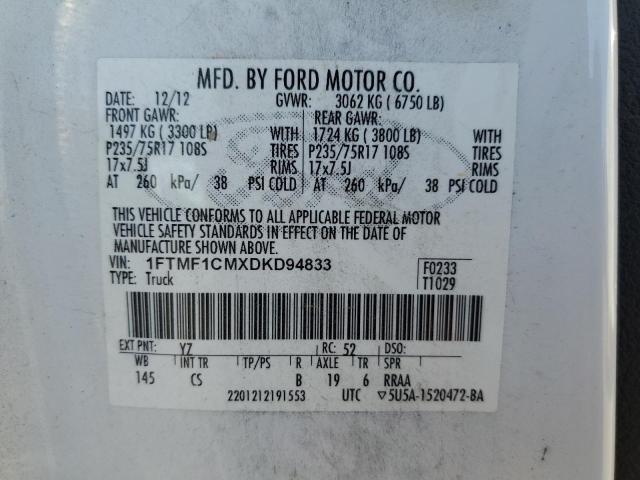 MFD. BY FORD MOTOR CO.
DATE: 12/12 GVWR: 3062 KG ( 6750 LB)
FRONT GAWR: REAR GAWR:
1497 KG ( 3300 LB) WITH 1724 KG ( 3800 LB) WITH
P235/75R17 108S TIRES P235/75R17 108S TIRES
17x7.5J RIMS 17x7.5J RIMS
AT 260 kPa/ 38 PSI COLD AT 260 kPa/ 38 PSI COLD
THIS VEHICLE CONFORMS TO ALL APPLICABLE FEDERAL MOTOR
VEHICLE SAFETY STANDARDS IN EFFECT ON THE DATE OF
MANUFACTURE SHOWN ABOVE.
VIN: 1FTMF1CMXDKD94833 F0233
TYPE: Truck T1029
EXT PNT: YZ RC: 52 DSO:
WB INT TR TP/PS R AXLE TR SPR
145 CS B 19 6 RRAA
2201212191553 UTC ▽5U5A-1520472-BA